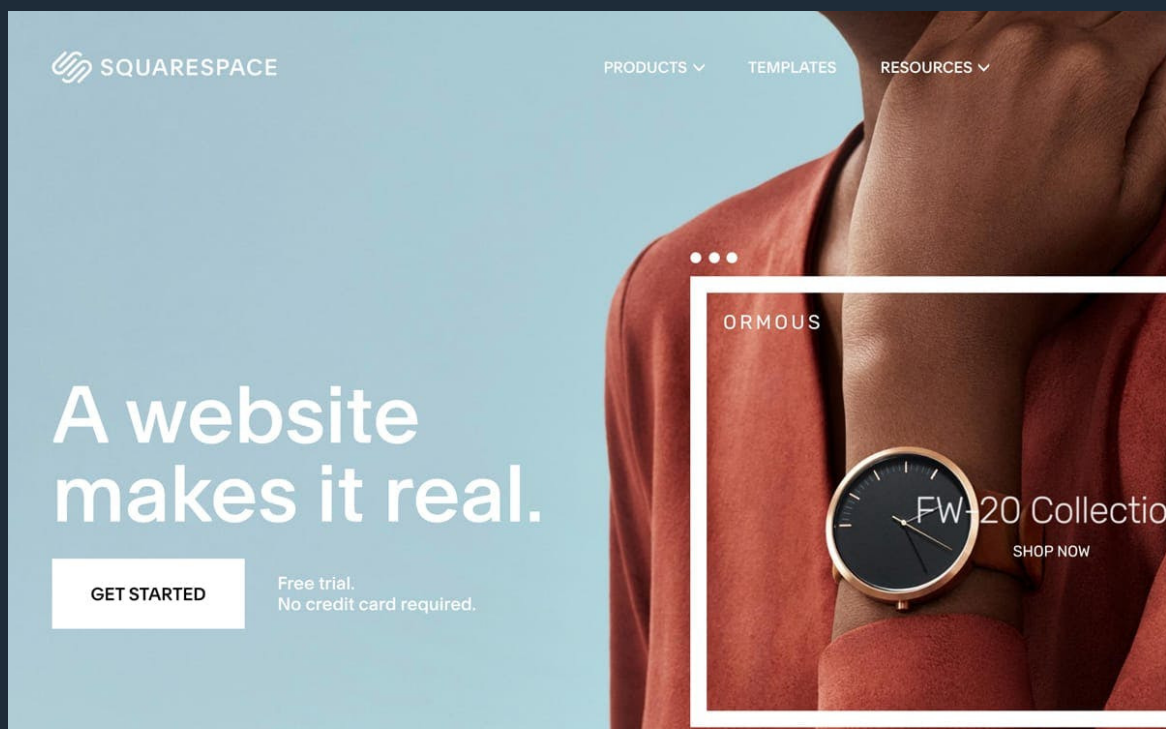 SQUARESPACE
PRODUCTS
TEMPLATES
RESOURCES
ORMOUS
A website
makes it real.
FW-20 Collectio
SHOP NOW
GET STARTED
Free trial.
No credit card required.